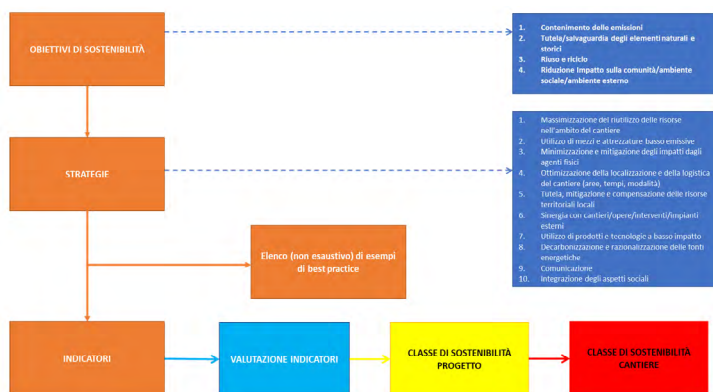 OBIETTIVI DI SOSTENIBILITÀ
1. Contenimento delle emissioni
2. Tutela/salvaguardia degli elementi naturali e
storici
3. Riuso e riciclo
4. Riduzione Impatto sulla comunità/ambiente
sociale/ambiente esterno
STRATEGIE
1. Massimizzazione del riutilizzo delle risorse
nell'ambito del cantiere
2. Utilizzo di mezzi e attrezzature basso emissive
3. Minimizzazione e mitigazione degli impatti dagli
agenti fisici
4. Ottimizzazione della localizzazione e della logistica
del cantiere (aree, tempi, modalità)
5. Tutela, mitigazione e compensazione delle risorse
territoriali locali
6. Sinergia con cantieri/opere/interventi/impianti
esterni
7. Utilizzo di prodotti e tecnologie a basso impatto
8. Decarbonizzazione e razionalizzazione delle fonti
energetiche
9. Comunicazione
10. Integrazione degli aspetti sociali
Elenco (non esaustivo) di esempi
di best practice
INDICATORI
VALUTAZIONE INDICATORI
CLASSE DI SOSTENIBILITÀ
PROGETTO
CLASSE DI SOSTENIBILITÀ
CANTIERE